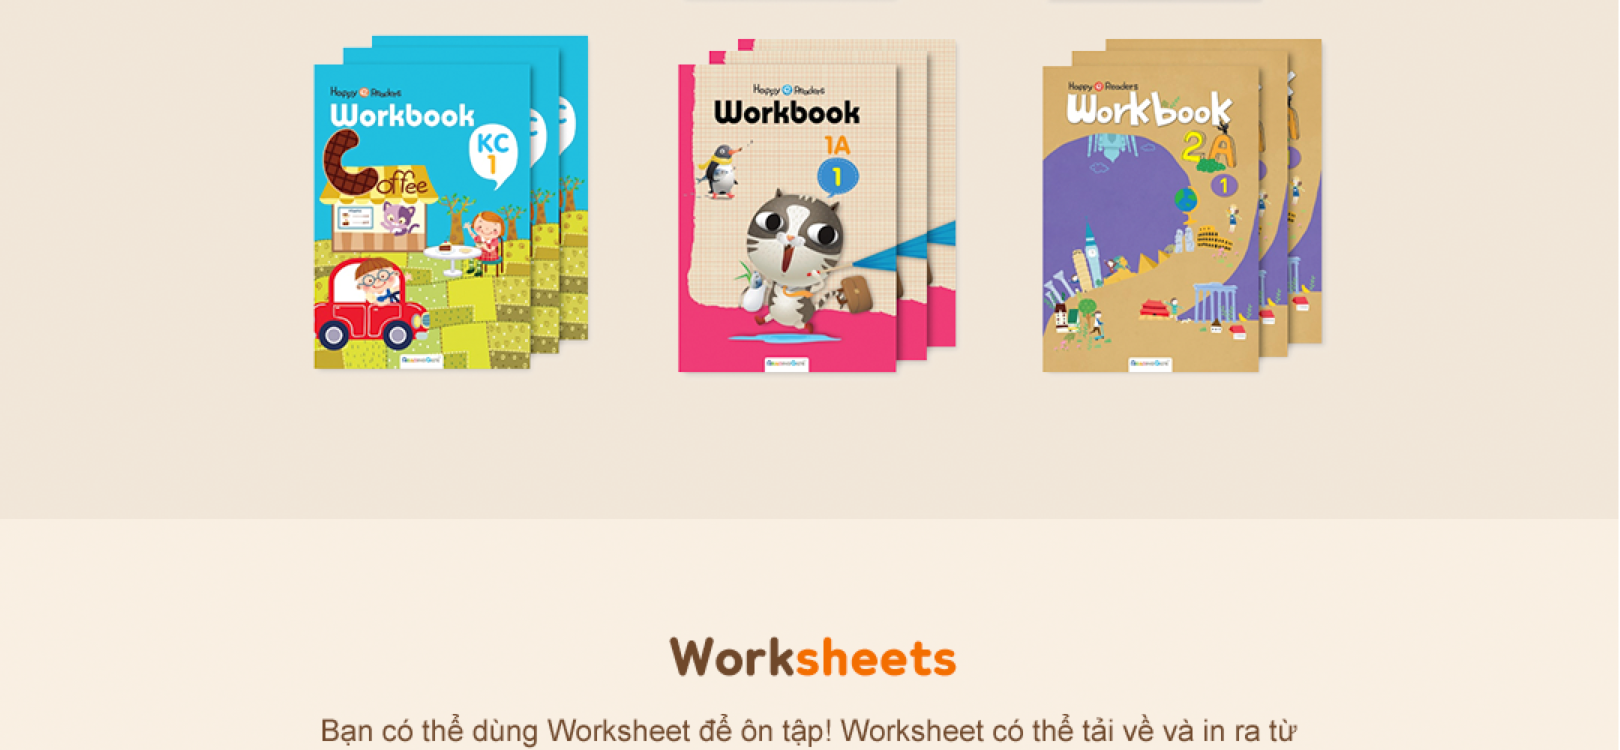 Happy e Readers
Workbook
KC
1
Coffee
Happy e Readers
Workbook
1A
1
Happy e Readers
Workbook
2A
1
Worksheets
Bạn có thể dùng Worksheet để ôn tập! Worksheet có thể tải về và in ra từ